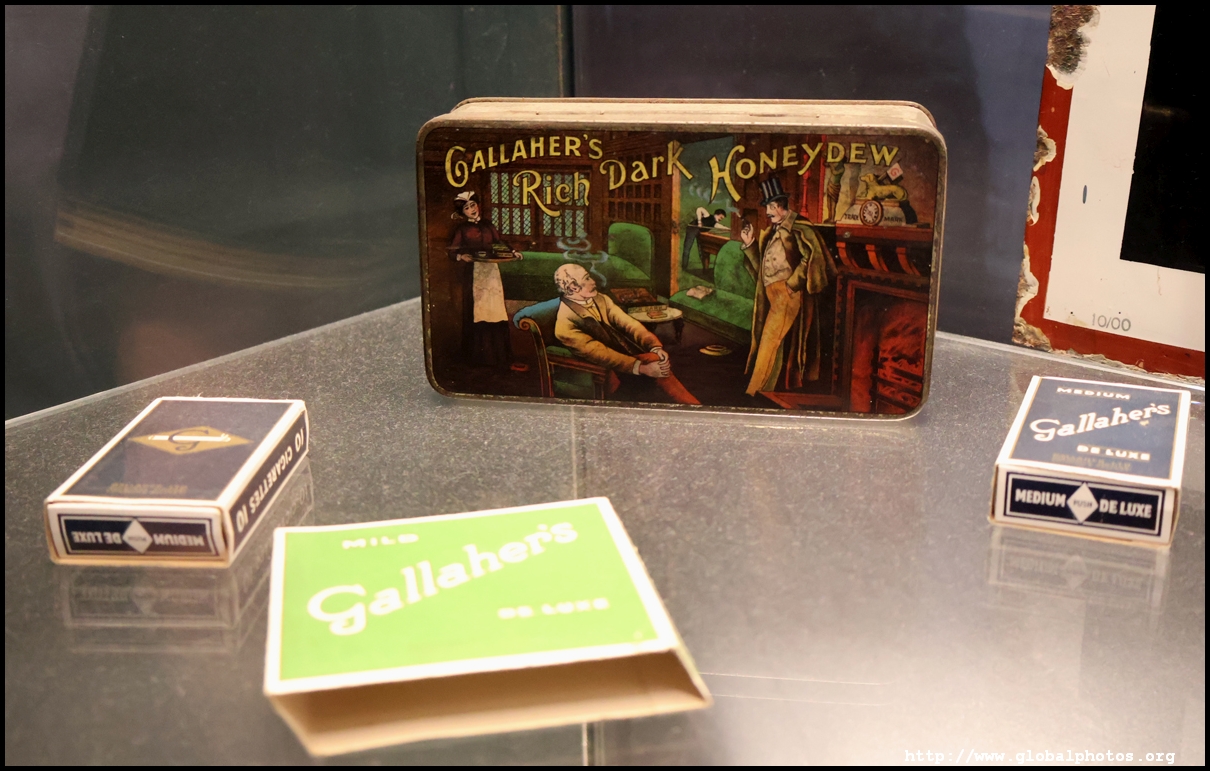 GALLAHER'S
Rich Dark HONEYDEW
10/00
MEDIUM
Gallaher's
DE LUXE
MEDIUM DE LUXE
10 CIGARETTES 10
MEDIUM DE LUXE
MILD
Gallaher's
DE LUXE
http://www.globalphotos.org